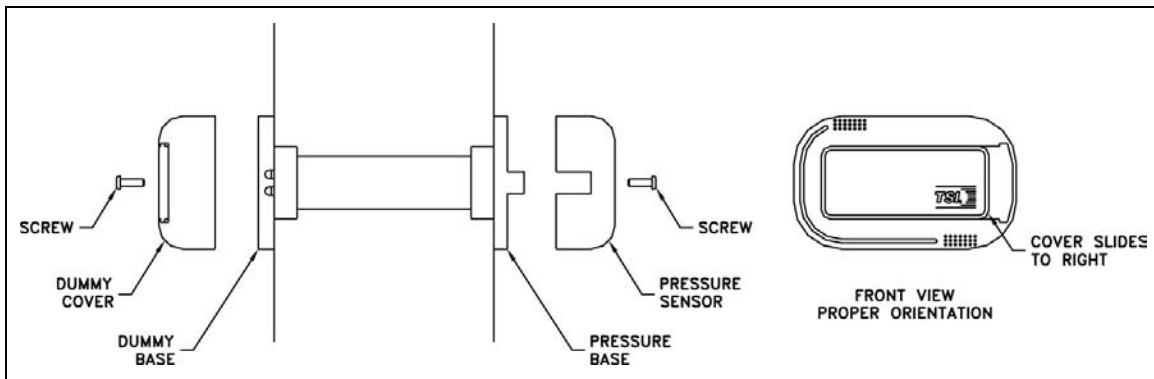 SCREW
DUMMY
COVER
DUMMY
BASE
SCREW
PRESSURE
SENSOR
PRESSURE
BASE
TSI
COVER SLIDES
TO RIGHT
FRONT VIEW
PROPER ORIENTATION